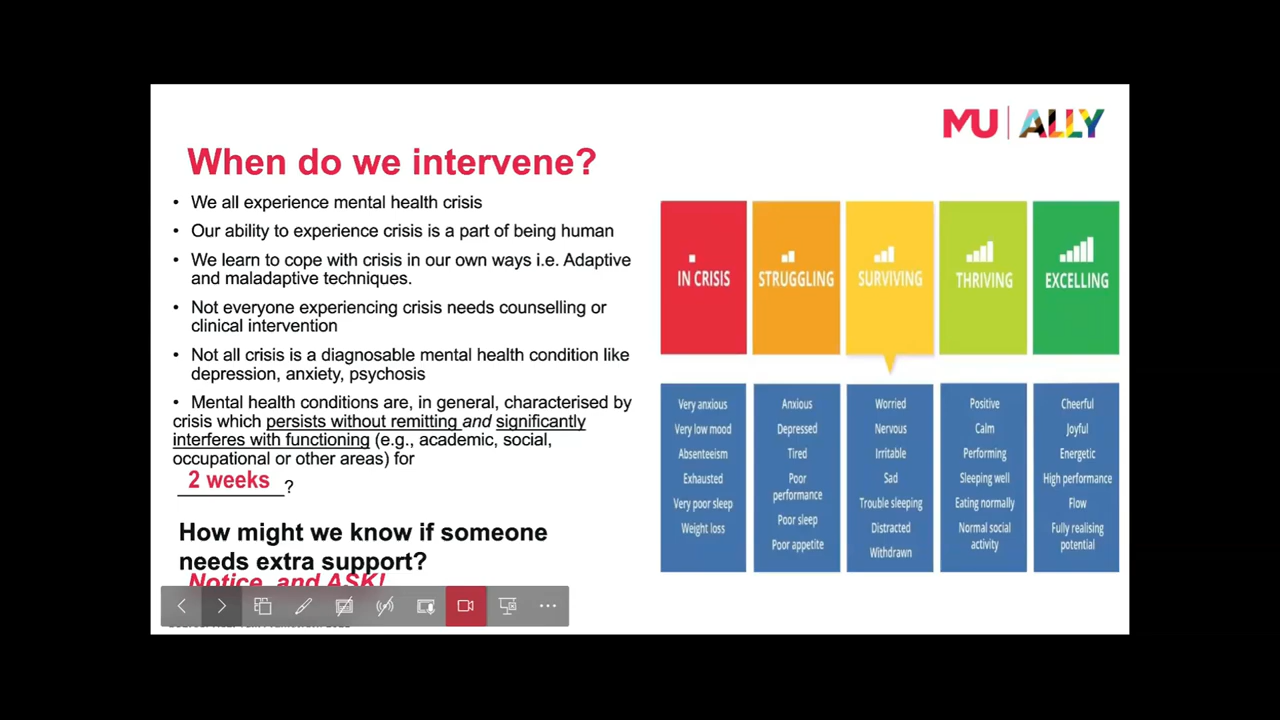 MU | ALLY
When do we intervene?
• We all experience mental health crisis
• Our ability to experience crisis is a part of being human
• We learn to cope with crisis in our own ways i.e. Adaptive
and maladaptive techniques.
• Not everyone experiencing crisis needs counselling or
clinical intervention
• Not all crisis is a diagnosable mental health condition like
depression, anxiety, psychosis
• Mental health conditions are, in general, characterised by
crisis which persists without remitting and significantly
interferes with functioning (e.g., academic, social,
occupational or other areas) for
2 weeks ?
How might we know if someone
needs extra support?
Notice, and ASK!
IN CRISIS
Very anxious
Very low mood
Absenteeism
Exhausted
Very poor sleep
Weight loss
STRUGGLING
Anxious
Depressed
Tired
Poor
performance
Poor sleep
Poor appetite
SURVIVING
Worried
Nervous
Irritable
Sad
Trouble sleeping
Distracted
Withdrawn
THRIVING
Positive
Calm
Performing
Sleeping well
Eating normally
Normal social
activity
EXCELLING
Cheerful
Joyful
Energetic
High performance
Flow
Fully realising
potential